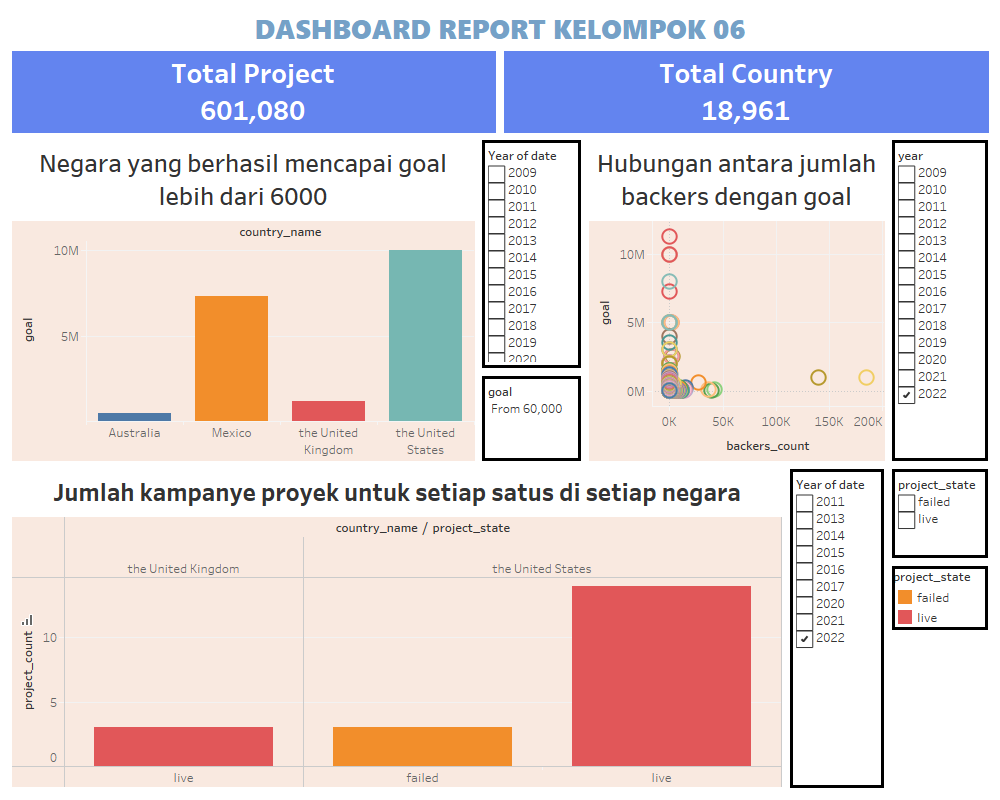 DASHBOARD REPORT KELOMPOK 06
Total Project
601,080
Total Country
18,961
Negara yang berhasil mencapai goal
lebih dari 6000
country_name
10M
5M
goal
Australia
Mexico
the United
Kingdom
the United
States
Year of date
2009
2010
2011
2012
2013
2014
2015
2016
2017
2018
2019
2020
goal
From 60,000
Hubungan antara jumlah
backers dengan goal
10M
5M
0M
goal
0K
50K
100K
150K
200K
backers_count
year
2009
2010
2011
2012
2013
2014
2015
2016
2017
2018
2019
2020
2021
2022
Jumlah kampanye proyek untuk setiap satus di setiap negara
country_name / project_state
the United Kingdom
the United States
project_count
10
5
0
live
failed
live
Year of date
2011
2013
2014
2015
2016
2017
2020
2021
2022
project_state
failed
live
project_state
failed
live